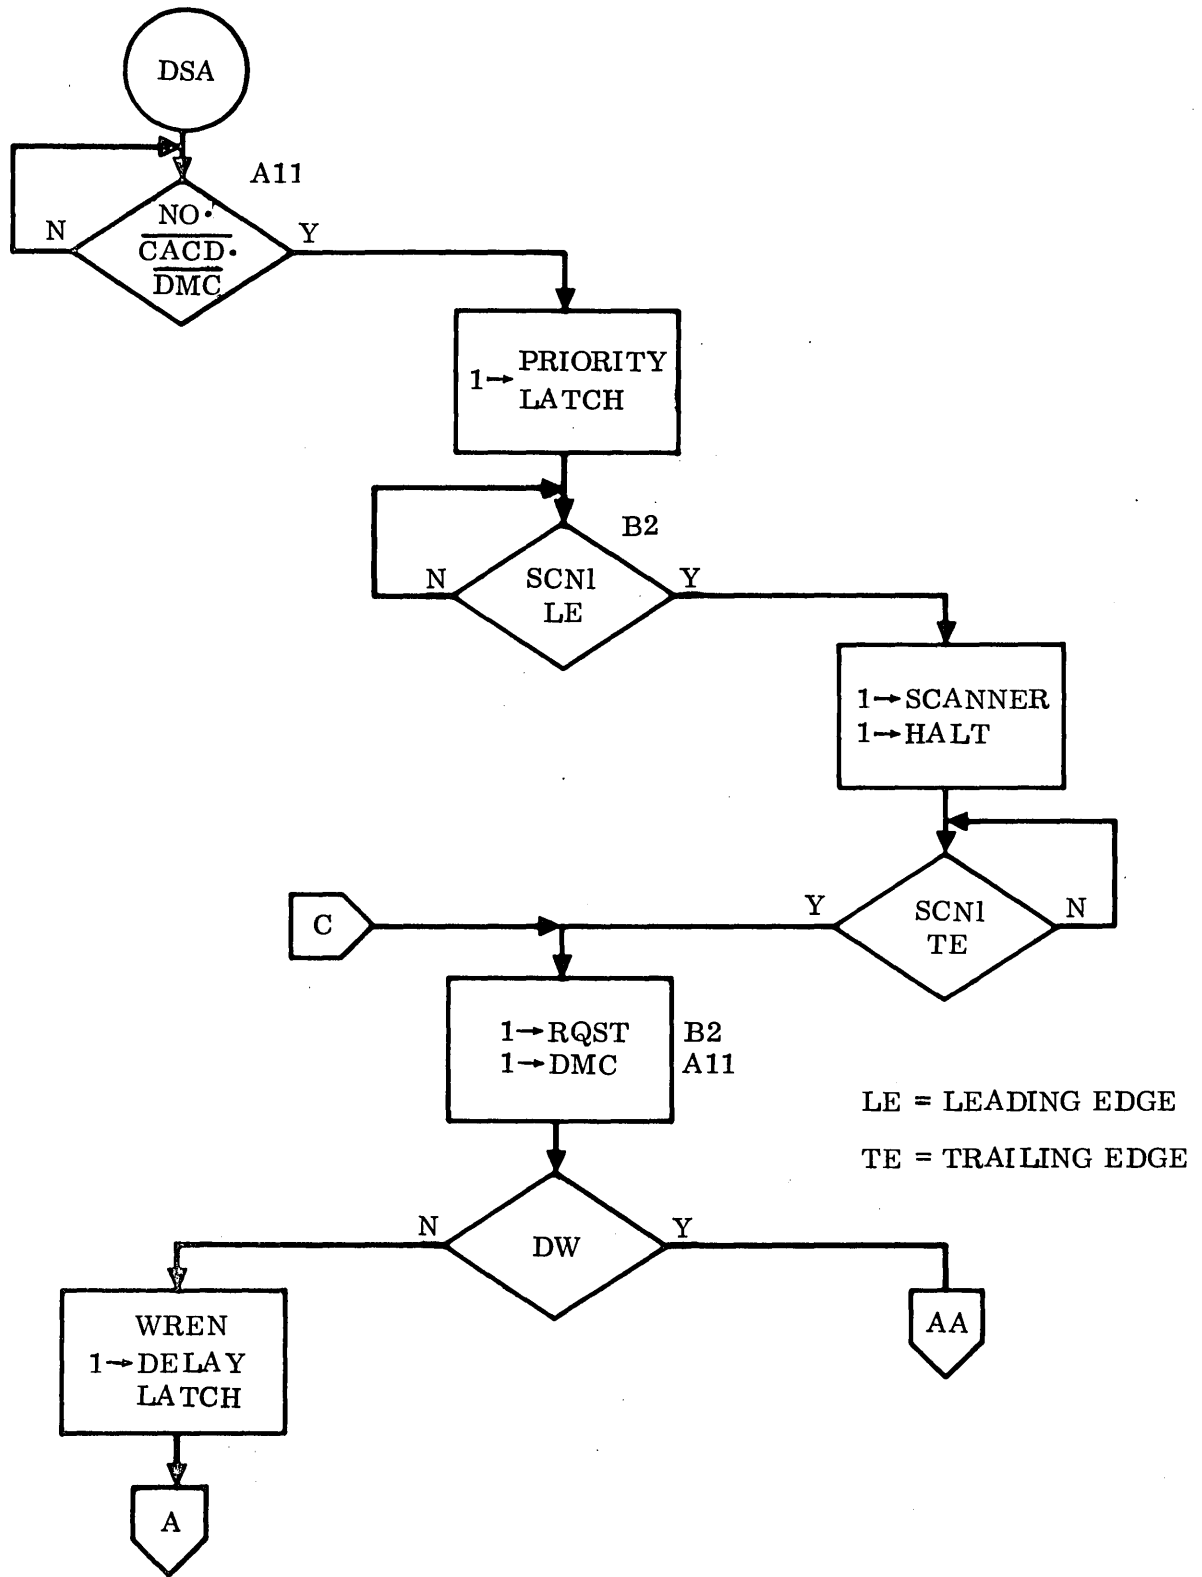 DSA
A11
NO·
N
Y
CACD·
DMC
1→ PRIORITY
LATCH
B2
N
SCN1
Y
LE
1→SCANNER
1→HALT
C
Y
SCN1
N
TE
1→RQST B2
1→DMC A11
LE = LEADING EDGE
TE = TRAILING EDGE
N
Y
DW
WREN
1→DELAY
LATCH
AA
A